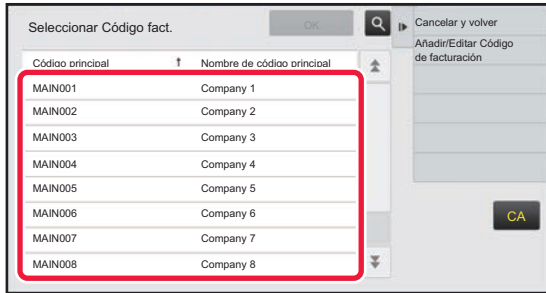 Seleccionar Código fact.
OK
Cancelar y volver
Añadir/Editar Código
de facturación
Código principal
Nombre de código principal
MAIN001 Company 1
MAIN002 Company 2
MAIN003 Company 3
MAIN004 Company 4
MAIN005 Company 5
MAIN006 Company 6
MAIN007 Company 7
MAIN008 Company 8
CA